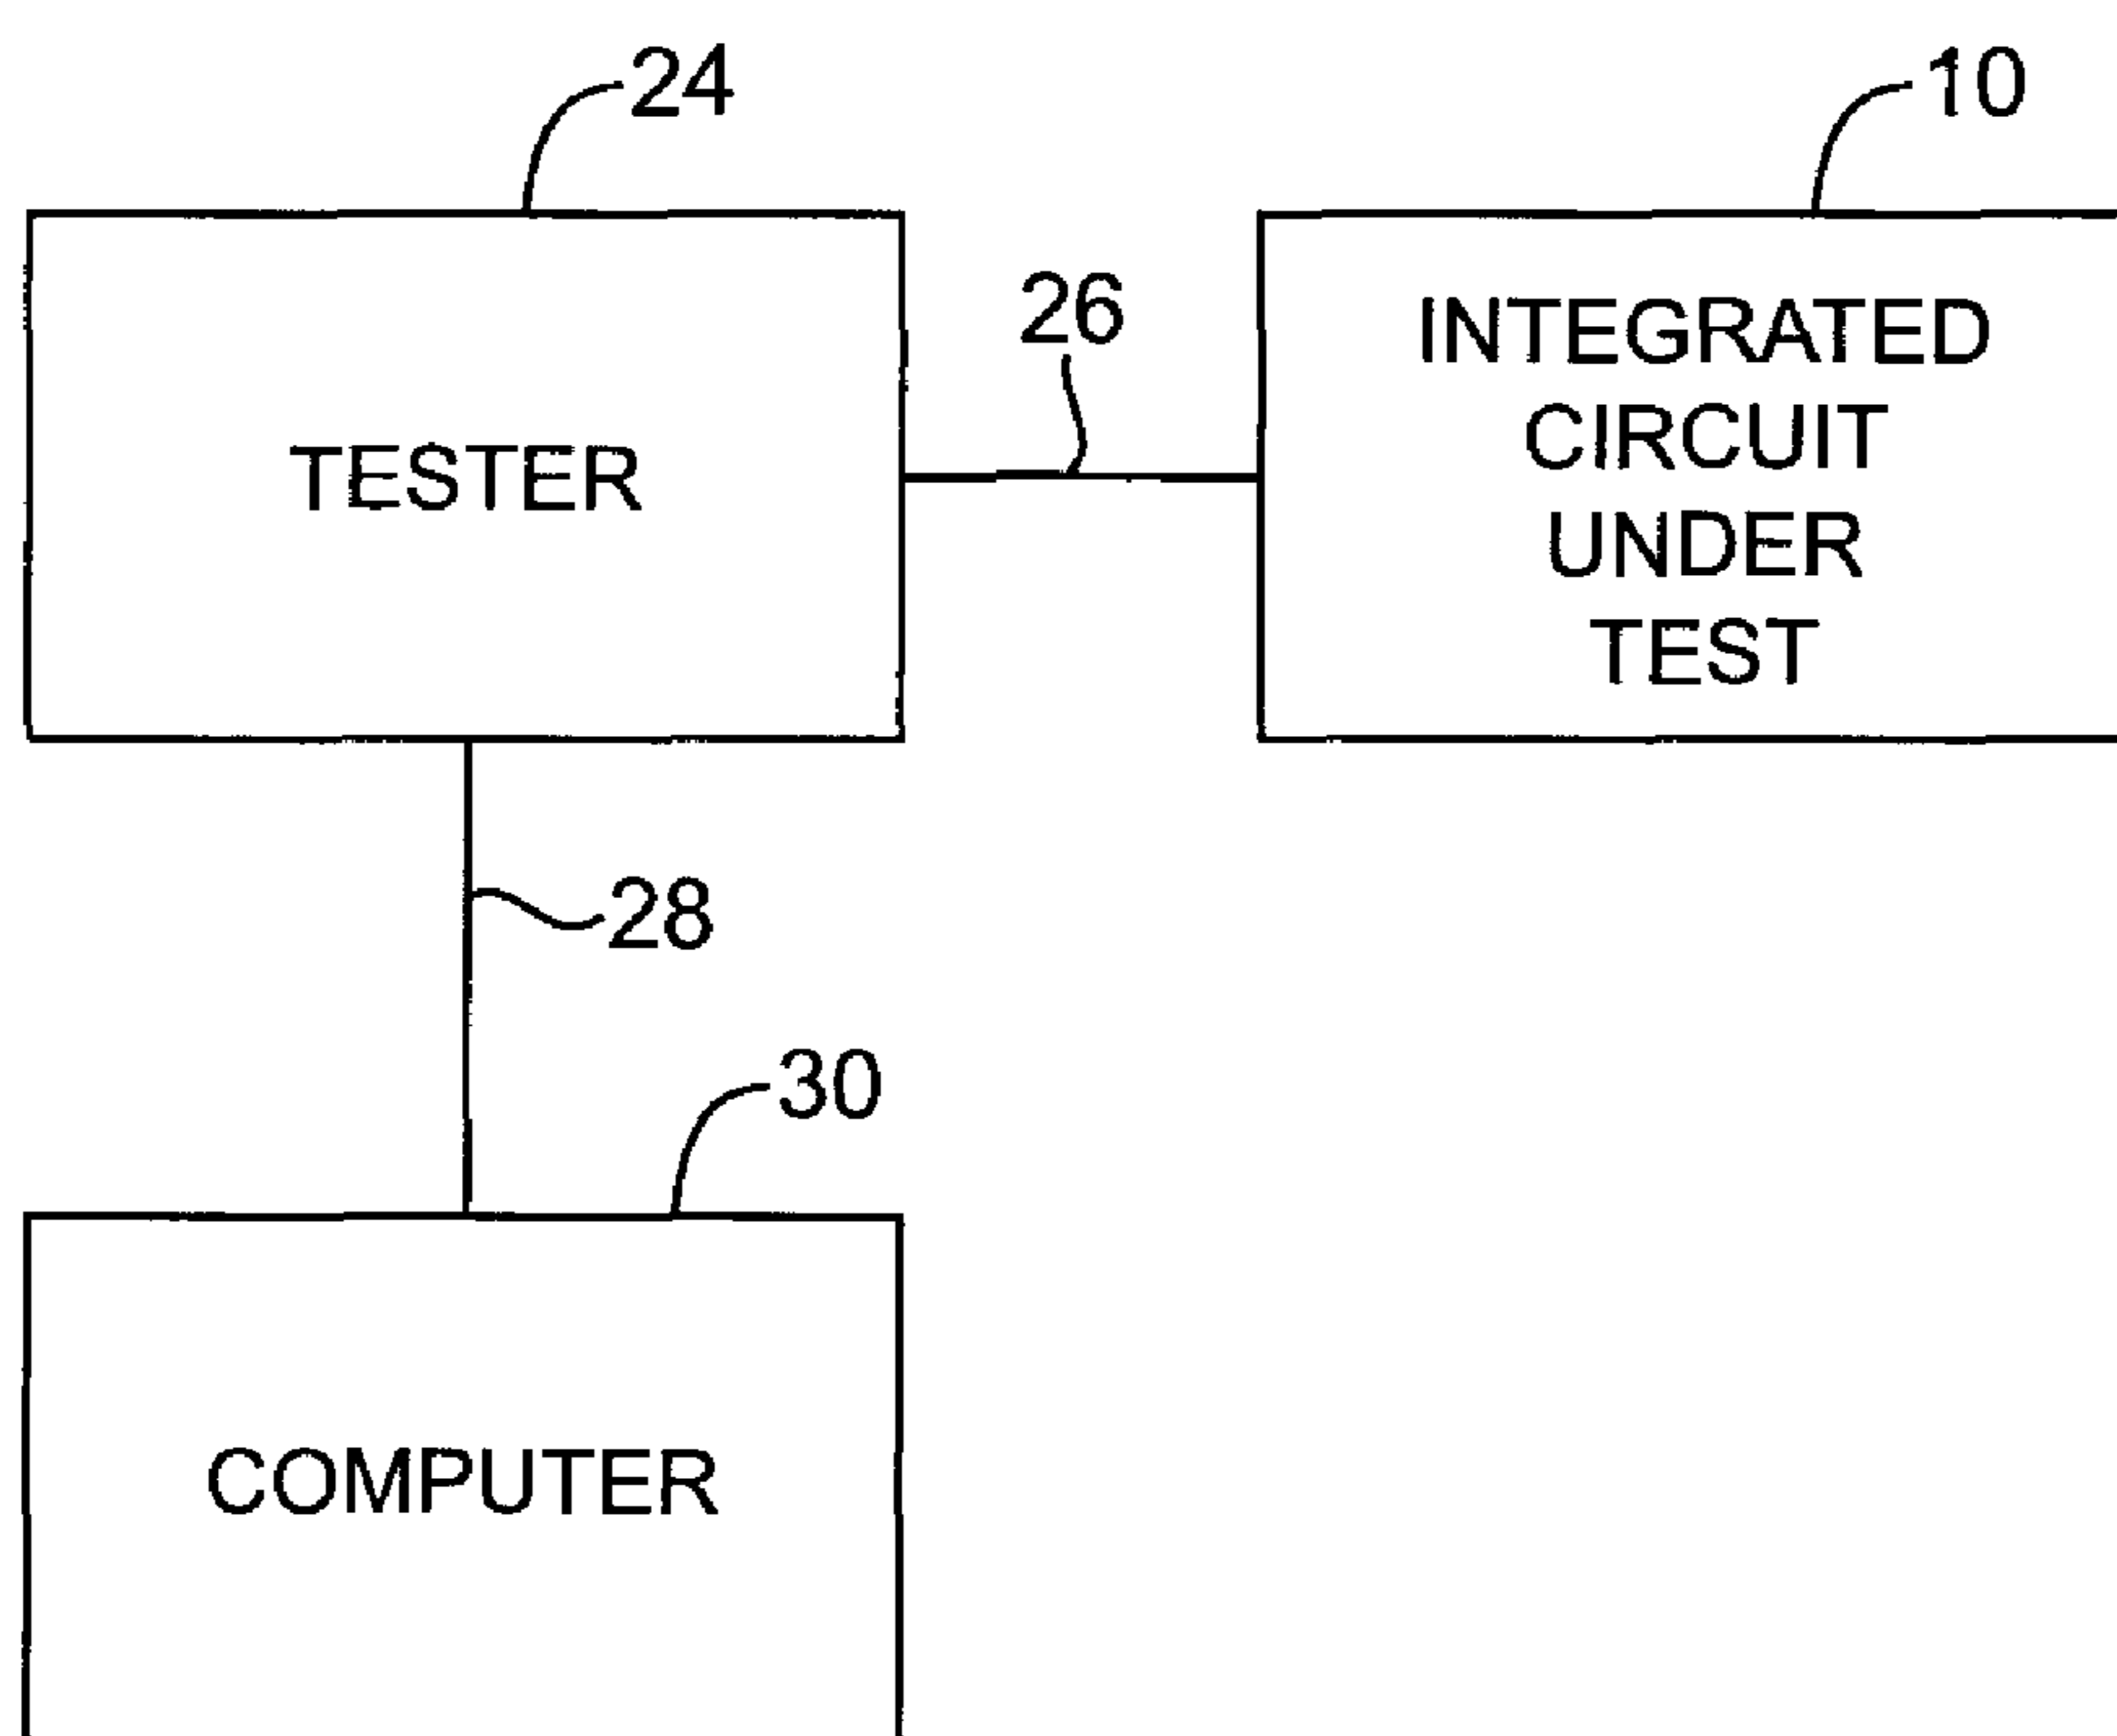 24
10
26
TESTER
INTEGRATED
CIRCUIT
UNDER
TEST
28
30
COMPUTER